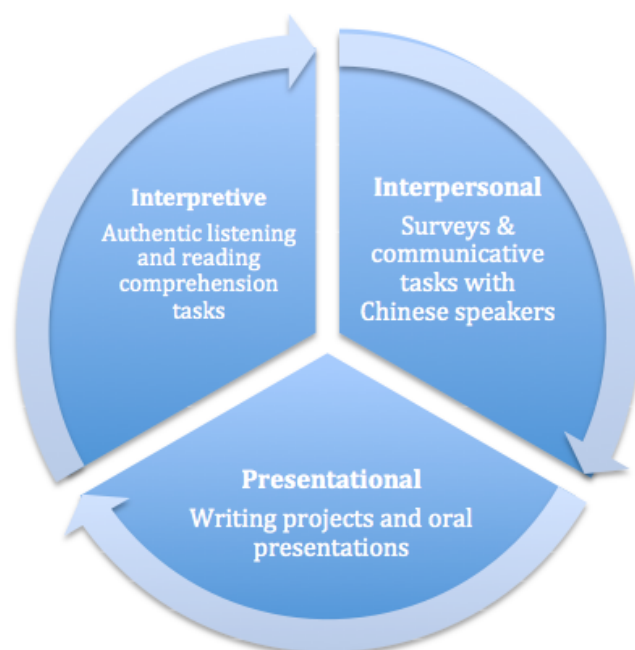 Interpretive
Authentic listening
and reading
comprehension
tasks
Interpersonal
Surveys &
communicative
tasks with
Chinese speakers
Presentational
Writing projects and oral
presentations